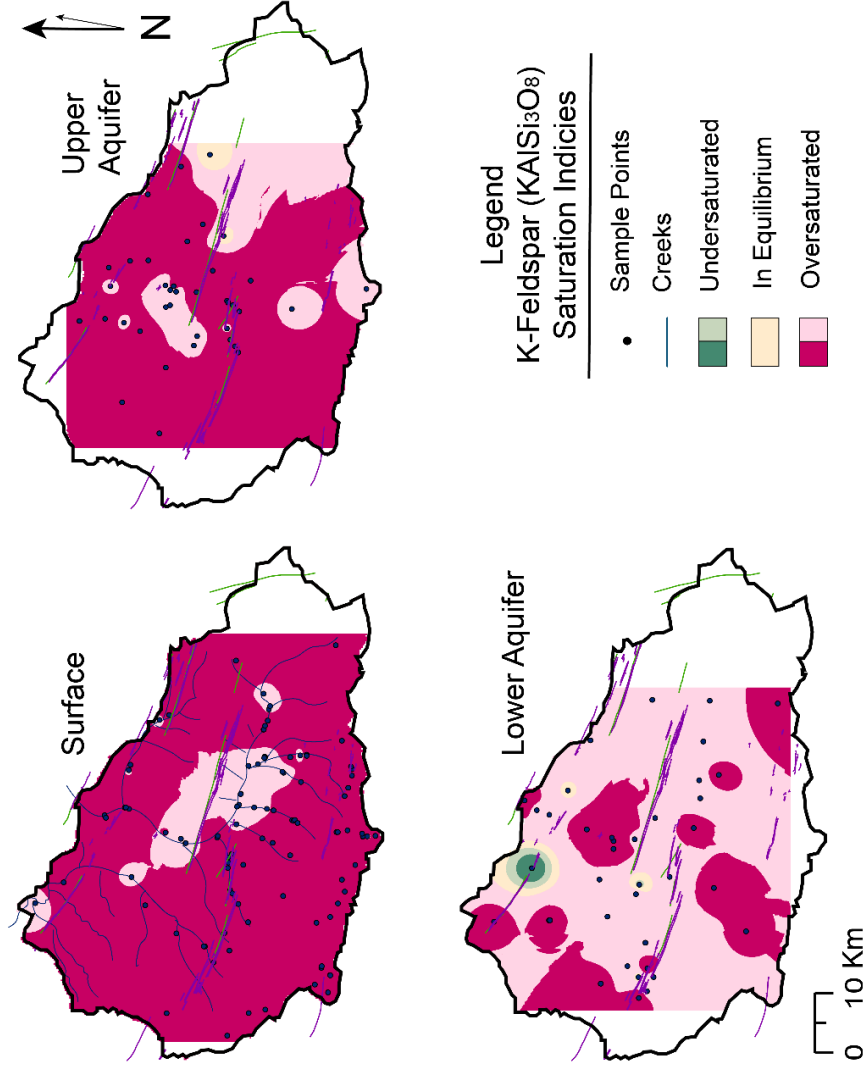 Surface
Upper
Aquifer
N
Lower Aquifer
0 10 Km
Legend
K-Feldspar (KAlSi3O8)
Saturation Indicies
Sample Points
Creeks
Undersaturated
In Equilibrium
Oversaturated